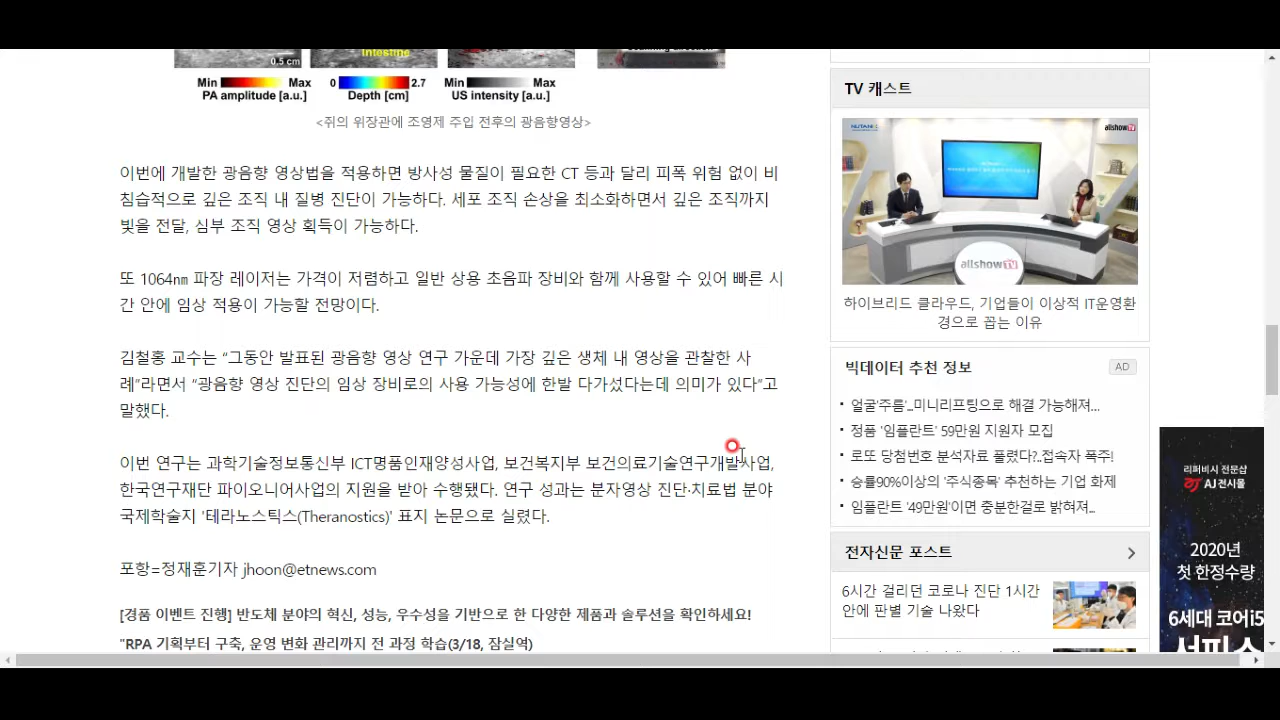 0.5 cm
Intestine
Min Max 0 2.7 Min Max
PA amplitude [a.u.] Depth [cm] US intensity [a.u.]
<쥐의 위장관에 조영제 주입 전후의 광음향영상>
이번에 개발한 광음향 영상법을 적용하면 방사성 물질이 필요한 CT 등과 달리 피폭 위험 없이 비
침습적으로 깊은 조직 내 질병 진단이 가능하다. 세포 조직 손상을 최소화하면서 깊은 조직까지
빛을 전달, 심부 조직 영상 획득이 가능하다.
또 1064㎚ 파장 레이저는 가격이 저렴하고 일반 상용 초음파 장비와 함께 사용할 수 있어 빠른 시
간 안에 임상 적용이 가능할 전망이다.
김철홍 교수는 “그동안 발표된 광음향 영상 연구 가운데 가장 깊은 생체 내 영상을 관찰한 사
례”라면서 “광음향 영상 진단의 임상 장비로의 사용 가능성에 한발 다가섰다는데 의미가 있다”고
말했다.
이번 연구는 과학기술정보통신부 ICT명품인재양성사업, 보건복지부 보건의료기술연구개발사업,
한국연구재단 파이오니어사업의 지원을 받아 수행됐다. 연구 성과는 분자영상 진단·치료법 분야
국제학술지 '테라노스틱스(Theranostics)' 표지 논문으로 실렸다.
포항=정재훈기자 jhoon@etnews.com
[경품 이벤트 진행] 반도체 분야의 혁신, 성능, 우수성을 기반으로 한 다양한 제품과 솔루션을 확인하세요!
"RPA 기획부터 구축, 운영 변화 관리까지 전 과정 학습(3/18, 잠실역)
TV 캐스트
allshowTV
allshowTV
하이브리드 클라우드, 기업들이 이상적 IT운영환
경으로 꼽는 이유
빅데이터 추천 정보 AD
· 얼굴'주름'...미니리프팅으로 해결 가능해져...
· 정품 '임플란트' 59만원 지원자 모집
· 로또 당첨번호 분석자료 풀렸다?..접속자 폭주!
· 승률90%이상의 '주식종목' 추천하는 기업 화제
· 임플란트 '49만원'이면 충분한걸로 밝혀져...
전자신문 포스트
6시간 걸리던 코로나 진단 1시간
안에 판별 기술 나왔다
리퍼비시 전문샵
AJ전시몰
2020년
첫 한정수량
6세대 코어i5